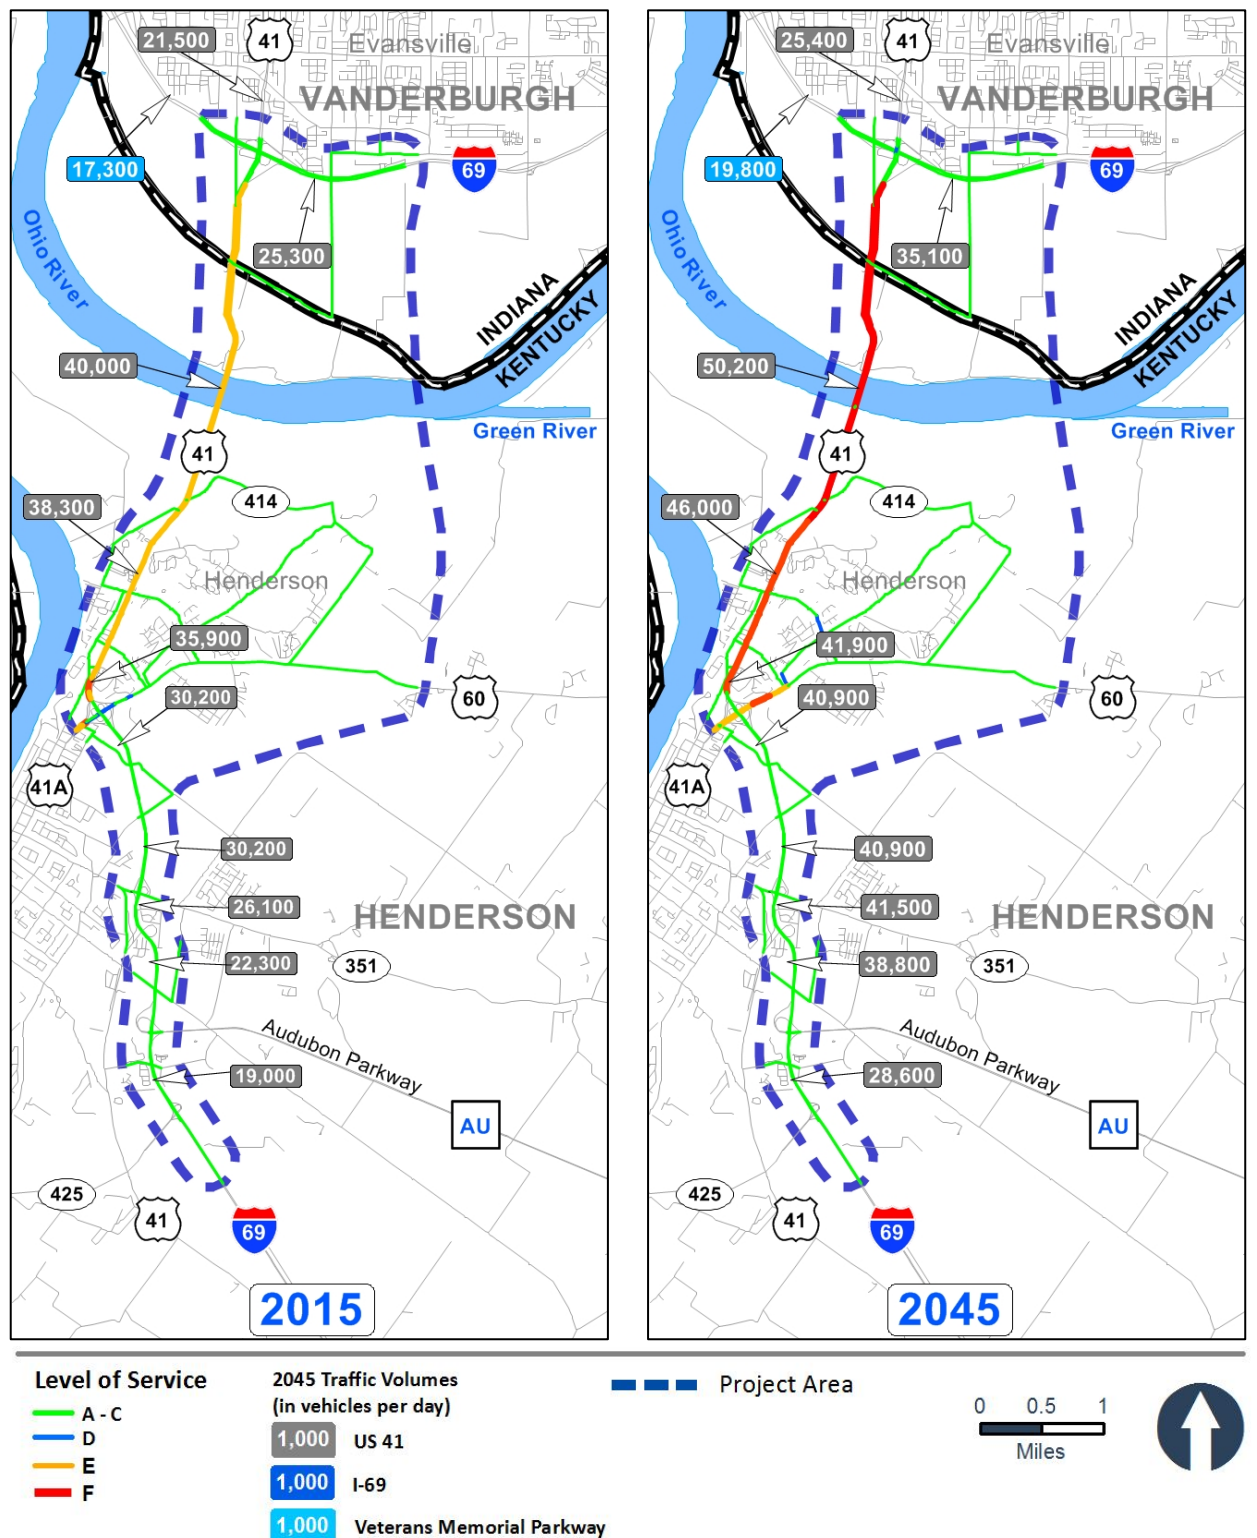 21,500
41
Evansville
VANDERBURGH
17,300
69
25,300
Ohio River
INDIANA
KENTUCKY
40,000
Green River
41
38,300
414
Henderson
35,900
30,200
60
41A
30,200
26,100
HENDERSON
22,300
351
Audubon Parkway
19,000
AU
425
41
69
2015
25,400
41
Evansville
VANDERBURGH
19,800
69
35,100
Ohio River
INDIANA
KENTUCKY
50,200
Green River
41
46,000
414
Henderson
41,900
40,900
60
41A
40,900
41,500
HENDERSON
38,800
351
Audubon Parkway
28,600
AU
425
41
69
2045
Level of Service
A - C
D
E
F
2045 Traffic Volumes
(in vehicles per day)
1,000 US 41
1,000 I-69
1,000 Veterans Memorial Parkway
Project Area
0 0.5 1
Miles